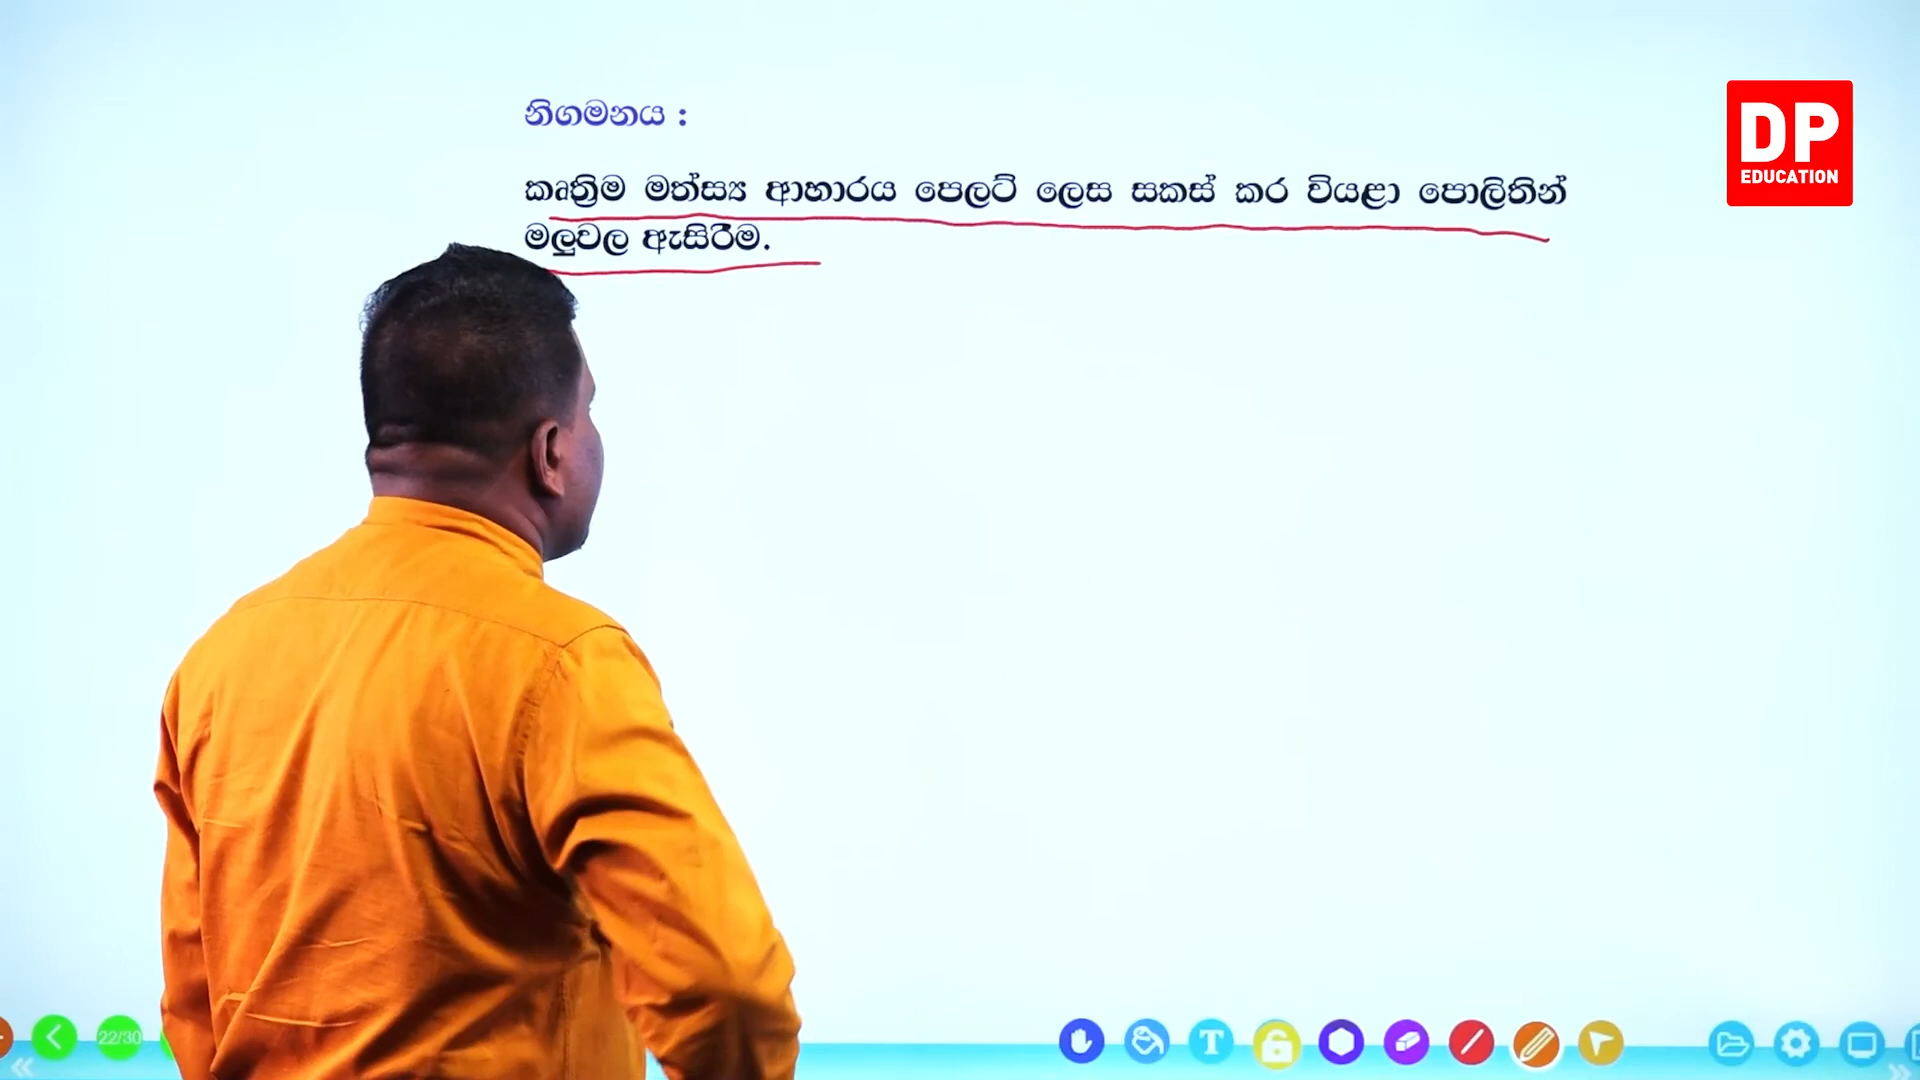 නිගමනය :
DP
EDUCATION
කෘත්‍රිම මත්ස්‍ය ආහාරය පෙලට් ලෙස සකස් කර වියළා පොලිතින්
මලුවල ඇසිරීම.
22/30
T